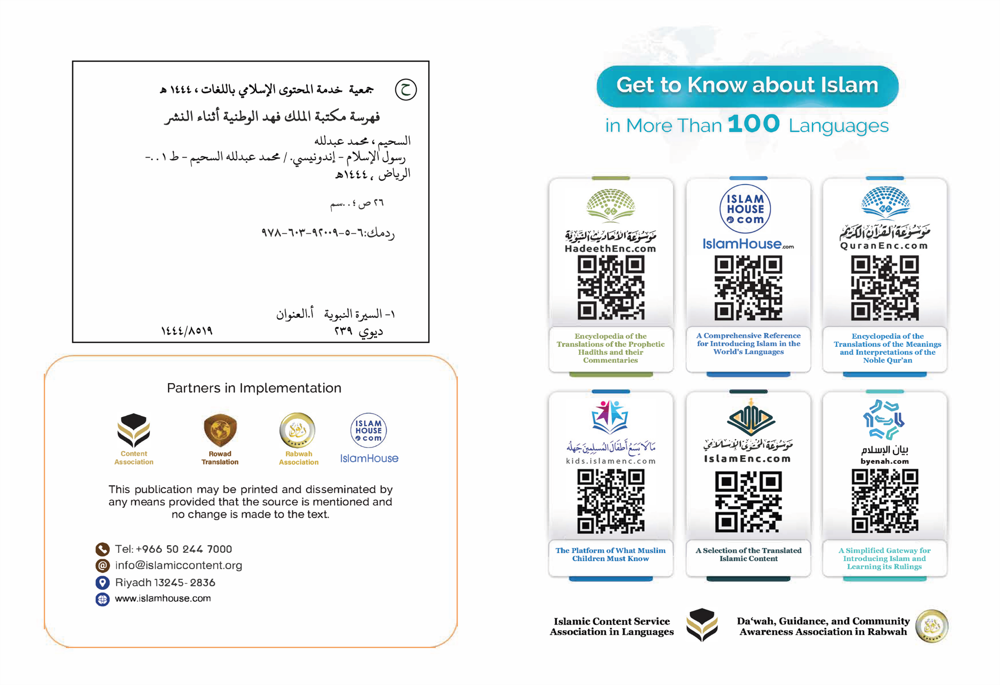 ح
جمعية خدمة المحتوى الإسلامي باللغات ، ١٤٤٤ هـ
فهرسة مكتبة الملك فهد الوطنية أثناء النشر
السحيم ، محمد عبدلله
رسول الإسلام - إندونيسي. / محمد عبدلله السحيم - ط ١ . .-
الرياض ، ١٤٤٤هـ
٢٦ ص ؛ ..سم
ردمك:٦-٥-٩٢٠٠٩-٦٠٣-٩٧٨
١- السيرة النبوية أ.العنوان
ديوي ٢٣٩ ١٤٤٤/٨٥١٩
Partners in Implementation
Content
Association
Rowad
Translation
Rabwah
Rabwah
Association
ISLAM
HOUSE
com
IslamHouse
This publication may be printed and disseminated by
any means provided that the source is mentioned and
no change is made to the text.
Tel: +966 50 244 7000
info@islamiccontent.org
Riyadh 13245- 2836
www.islamhouse.com
Get to Know about Islam
in More Than 100 Languages
موسوعة الأحاديث النبوية
HadeethEnc.com
Encyclopedia of the
Translations of the Prophetic
Hadīths and their
Commentaries
ISLAM
HOUSE
com
IslamHouse.com
A Comprehensive Reference
for Introducing Islam in the
World's Languages
موسوعة القرآن الكريم
QuranEnc.com
Encyclopedia of the
Translations of the Meanings
and Interpretations of the
Noble Qur'an
مَا لَا يَسَعُ أَطْفَالَ المُسلِمِينَ جَهلُه
kids.islamenc.com
The Platform of What Muslim
Children Must Know
موسوعة المحتوى الإسلامي
IslamEnc.com
A Selection of the Translated
Islamic Content
بيان الإسلام
byenah.com
A Simplified Gateway for
Introducing Islam and
Learning its Rulings
Islamic Content Service
Association in Languages
Da‘wah, Guidance, and Community
Awareness Association in Rabwah
Rabwah